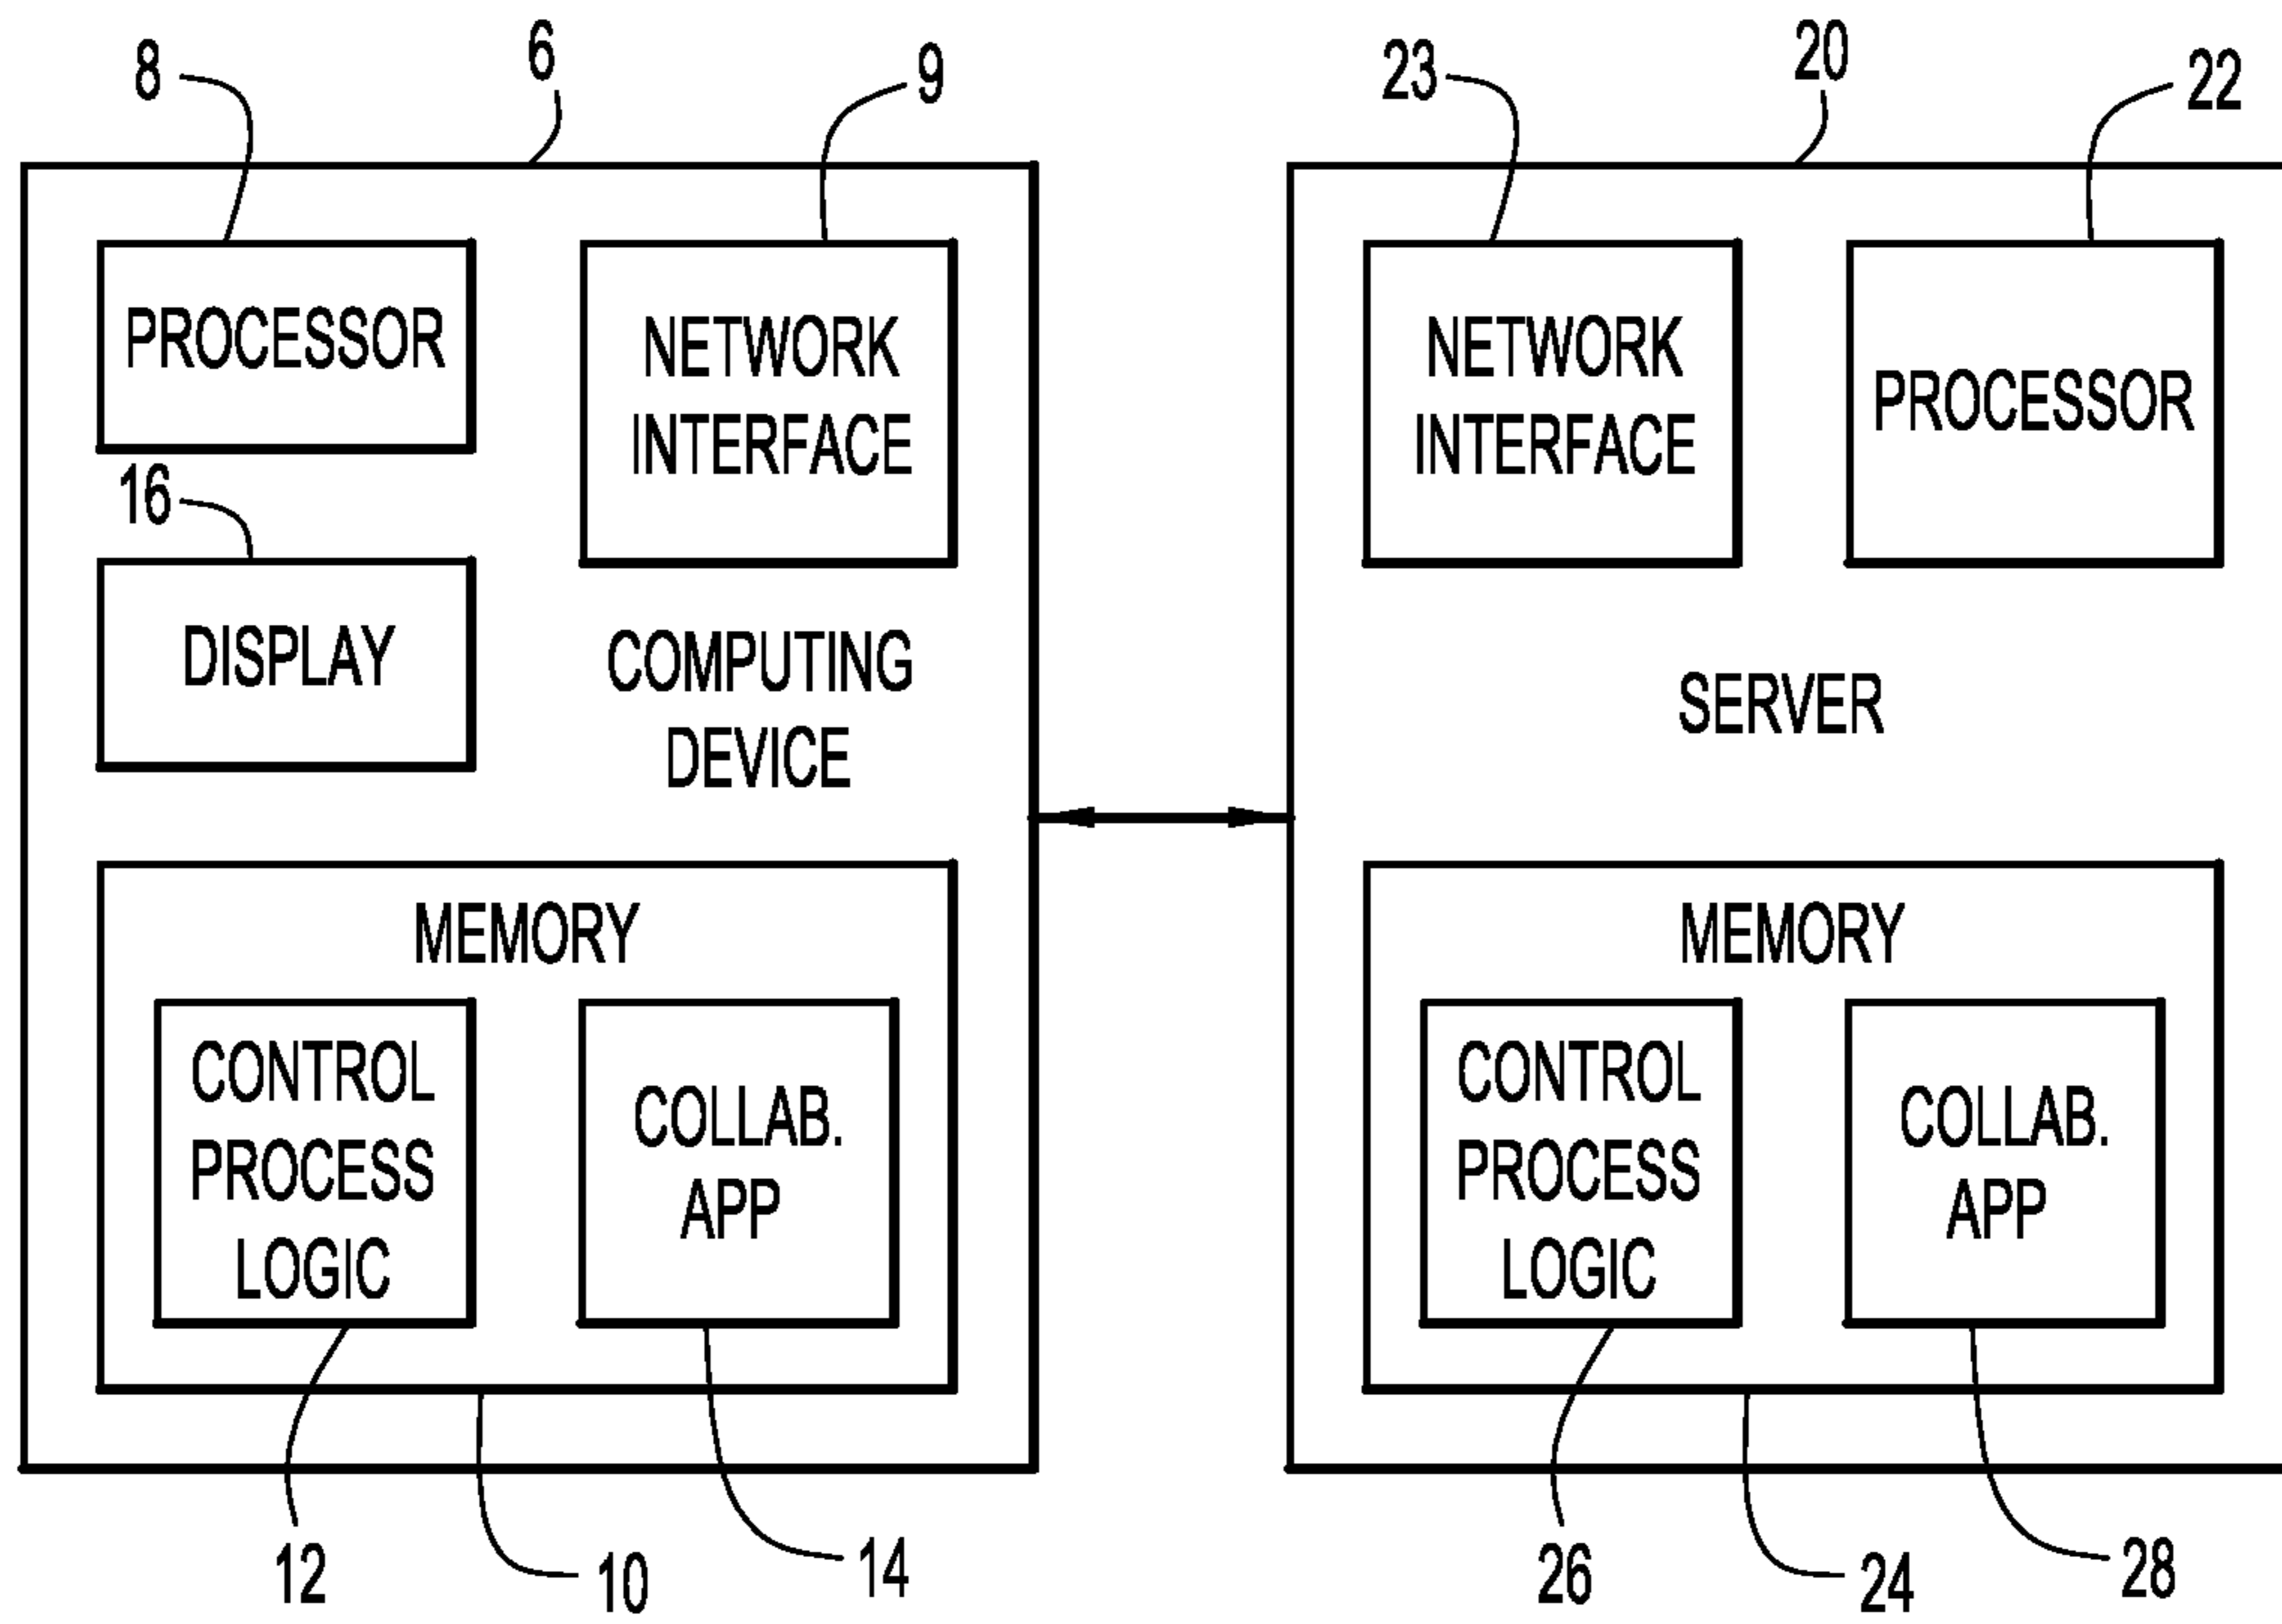 6
8
9
PROCESSOR
NETWORK
INTERFACE
16
DISPLAY
COMPUTING
DEVICE
MEMORY
CONTROL
PROCESS
LOGIC
COLLAB.
APP
12
10
14
20
23
22
NETWORK
INTERFACE
PROCESSOR
SERVER
MEMORY
CONTROL
PROCESS
LOGIC
COLLAB.
APP
26
24
28